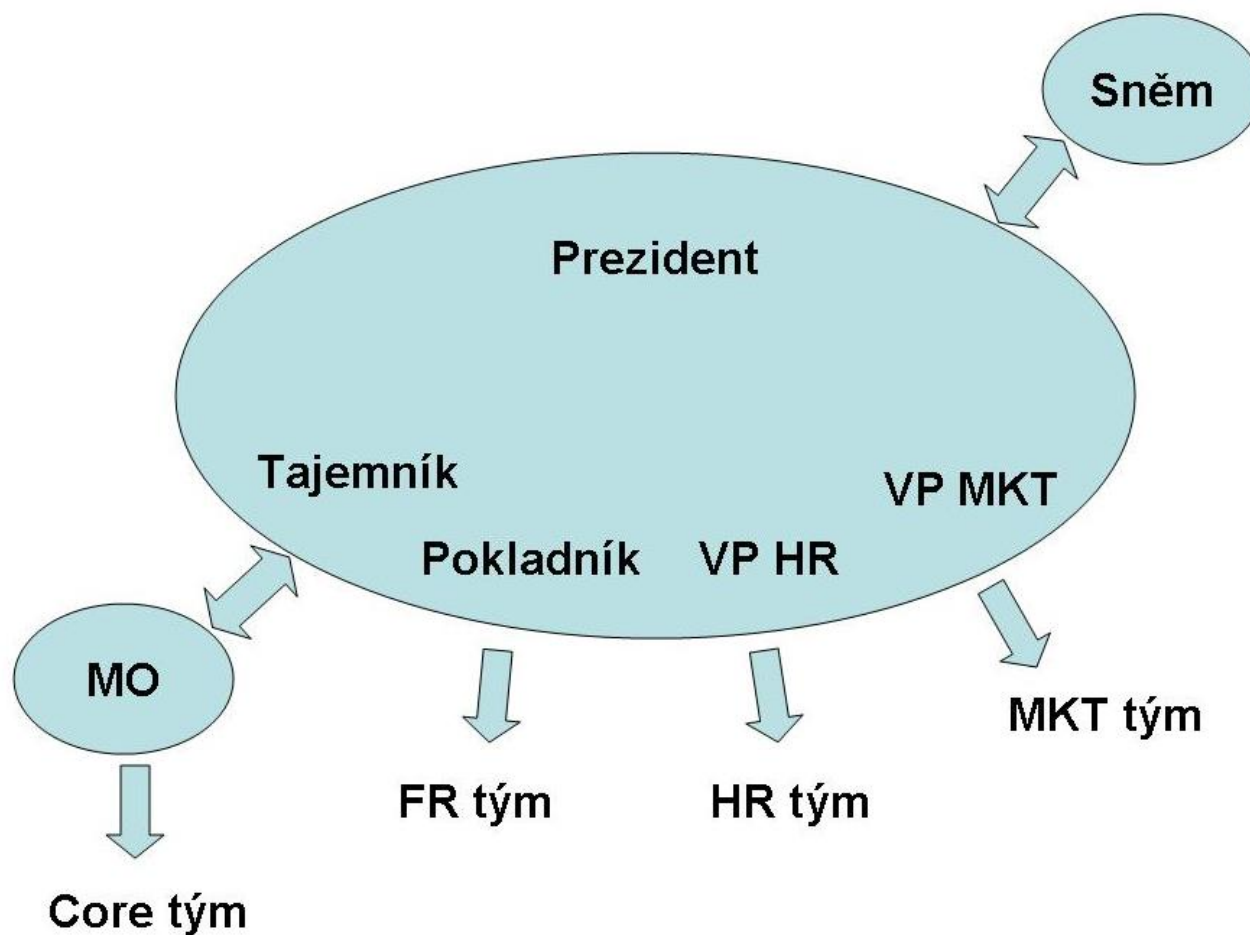 Sněm
Prezident
Tajemník
VP MKT
Pokladník
VP HR
MO
MKT tým
FR tým
HR tým
Core tým